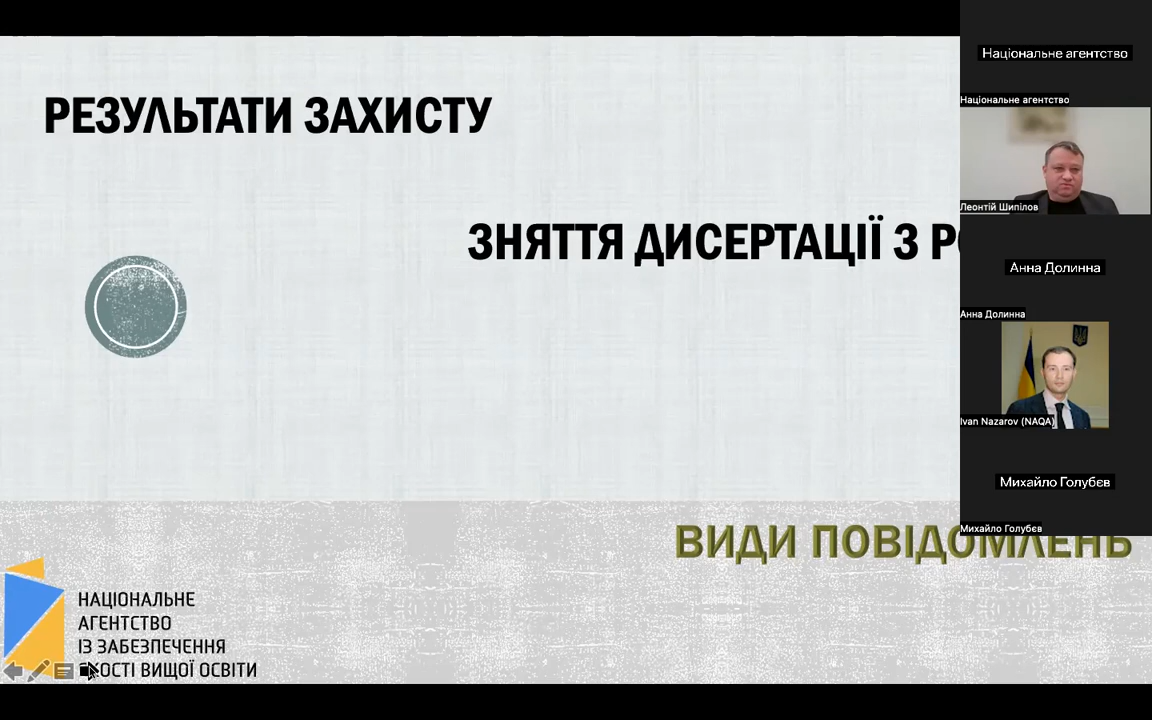 РЕЗУЛЬТАТИ ЗАХИСТУ
ЗНЯТТЯ ДИСЕРТАЦІЇ З
ВИДИ ПОВІДОМЛЕНЬ
НАЦІОНАЛЬНЕ
АГЕНТСТВО
ІЗ ЗАБЕЗПЕЧЕННЯ
ЯКОСТІ ВИЩОЇ ОСВІТИ
Національне агентство
Національне агентство
Леонтій Шипілов
Анна Долинна
Анна Долинна
Ivan Nazarov (NAQA)
Михайло Голубєв
Михайло Голубєв